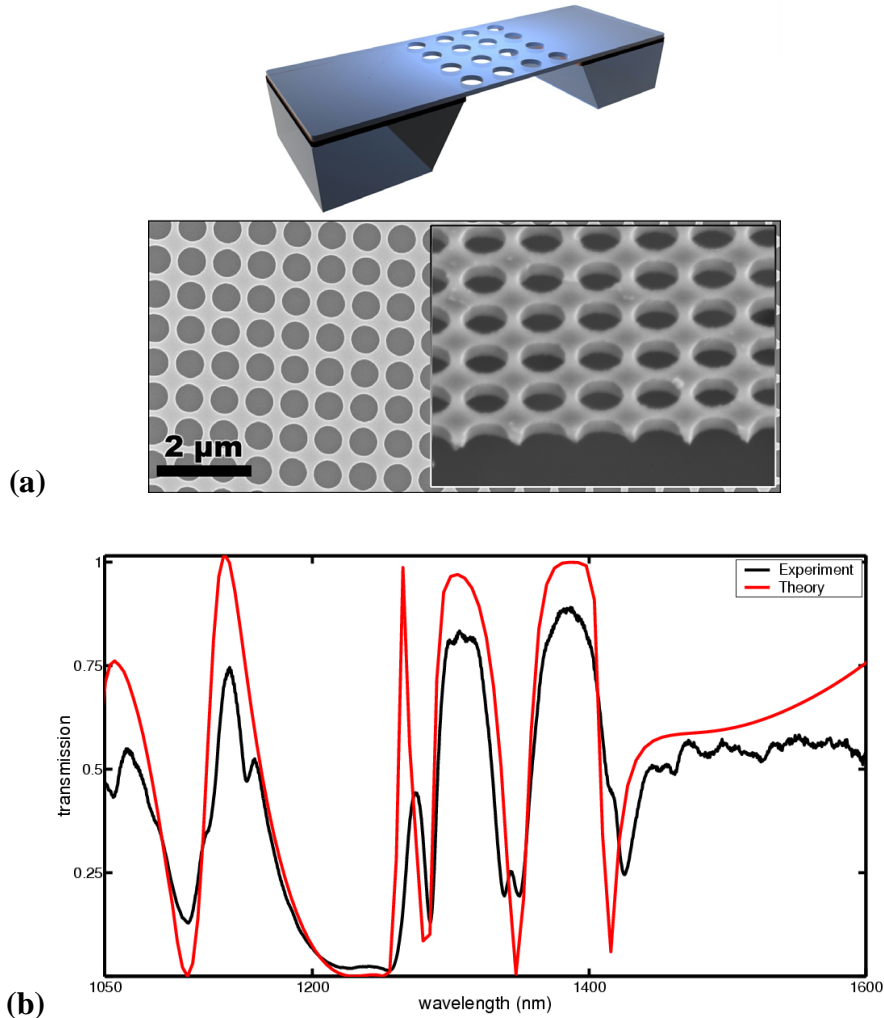 2 µm
(a)
1
0.75
0.5
0.25
transmission
Experiment
Theory
1050
1200
1400
1600
wavelength (nm)
(b)